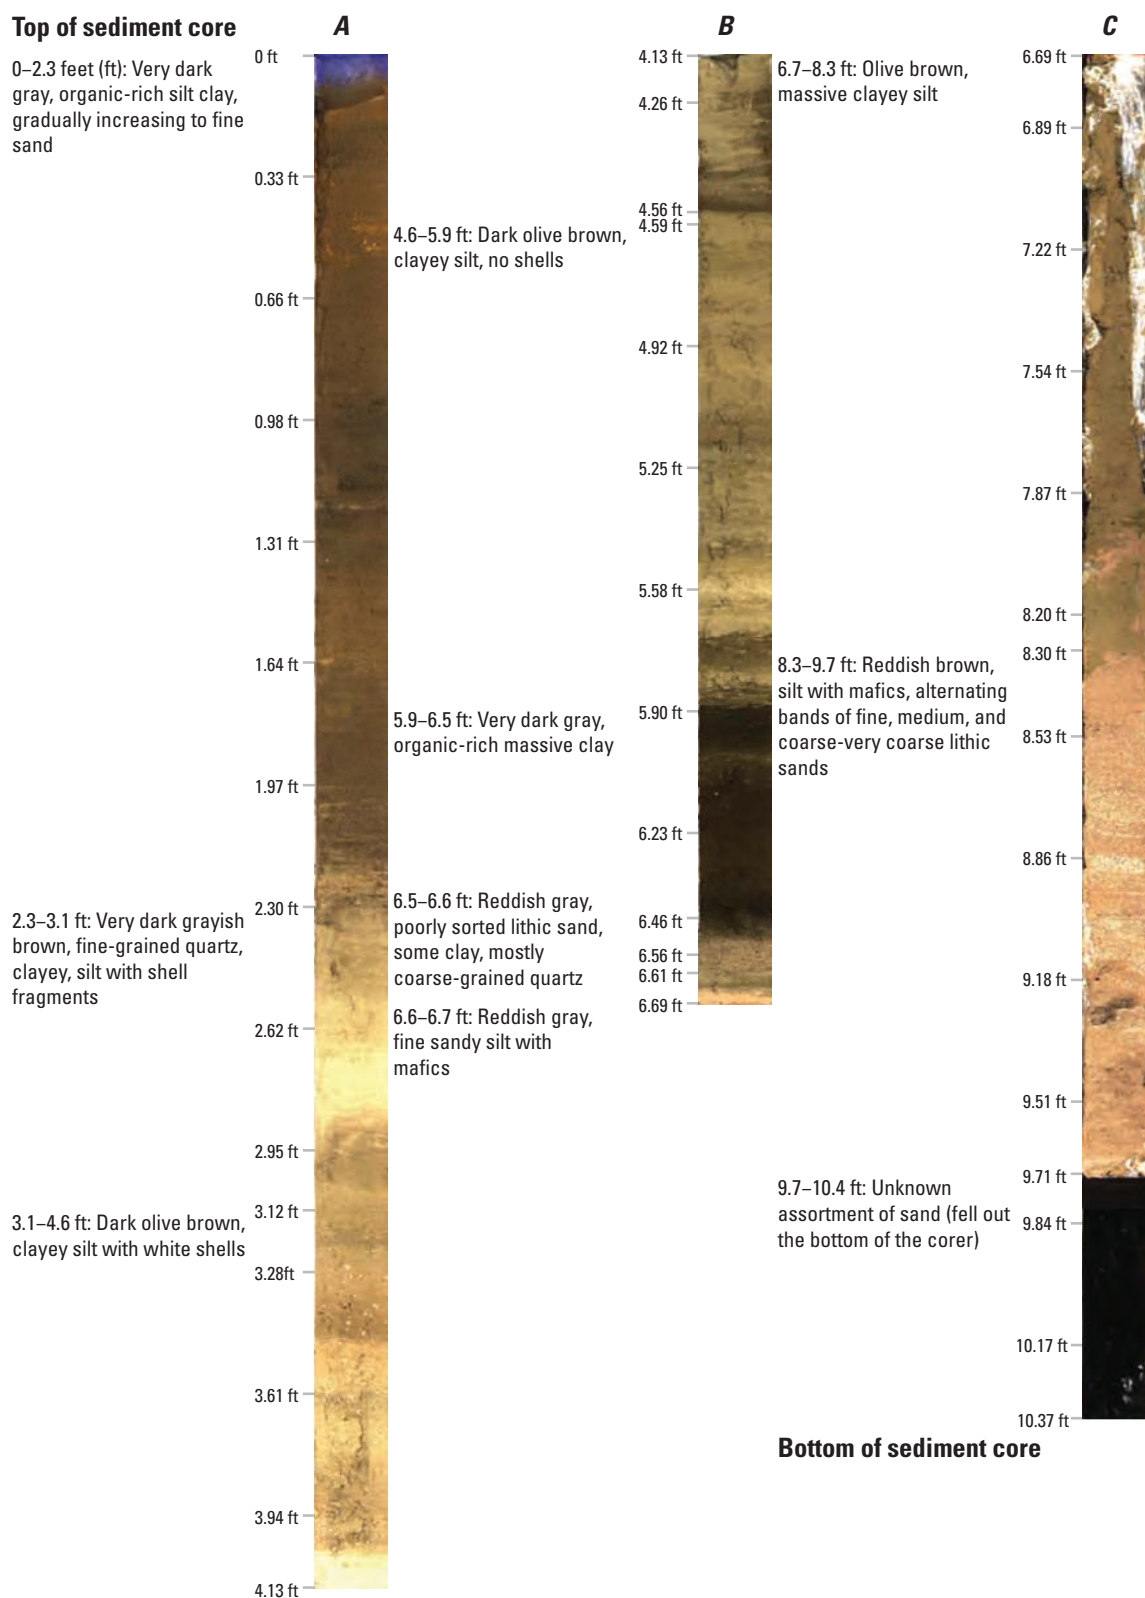 Top of sediment core
A
0–2.3 feet (ft): Very dark
gray, organic-rich silt clay,
gradually increasing to fine
sand
2.3–3.1 ft: Very dark grayish
brown, fine-grained quartz,
clayey, silt with shell
fragments
3.1–4.6 ft: Dark olive brown,
clayey silt with white shells
0 ft
0.33 ft
0.66 ft
0.98 ft
1.31 ft
1.64 ft
1.97 ft
2.30 ft
2.62 ft
2.95 ft
3.12 ft
3.28ft
3.61 ft
3.94 ft
4.13 ft
B
4.6–5.9 ft: Dark olive brown,
clayey silt, no shells
5.9–6.5 ft: Very dark gray,
organic-rich massive clay
6.5–6.6 ft: Reddish gray,
poorly sorted lithic sand,
some clay, mostly
coarse-grained quartz
6.6–6.7 ft: Reddish gray,
fine sandy silt with
mafics
4.13 ft
4.26 ft
4.56 ft
4.59 ft
4.92 ft
5.25 ft
5.58 ft
5.90 ft
6.23 ft
6.46 ft
6.56 ft
6.61 ft
6.69 ft
C
6.7–8.3 ft: Olive brown,
massive clayey silt
8.3–9.7 ft: Reddish brown,
silt with mafics, alternating
bands of fine, medium, and
coarse-very coarse lithic
sands
9.7–10.4 ft: Unknown
assortment of sand (fell out
the bottom of the corer)
6.69 ft
6.89 ft
7.22 ft
7.54 ft
7.87 ft
8.20 ft
8.30 ft
8.53 ft
8.86 ft
9.18 ft
9.51 ft
9.71 ft
9.84 ft
10.17 ft
10.37 ft
Bottom of sediment core